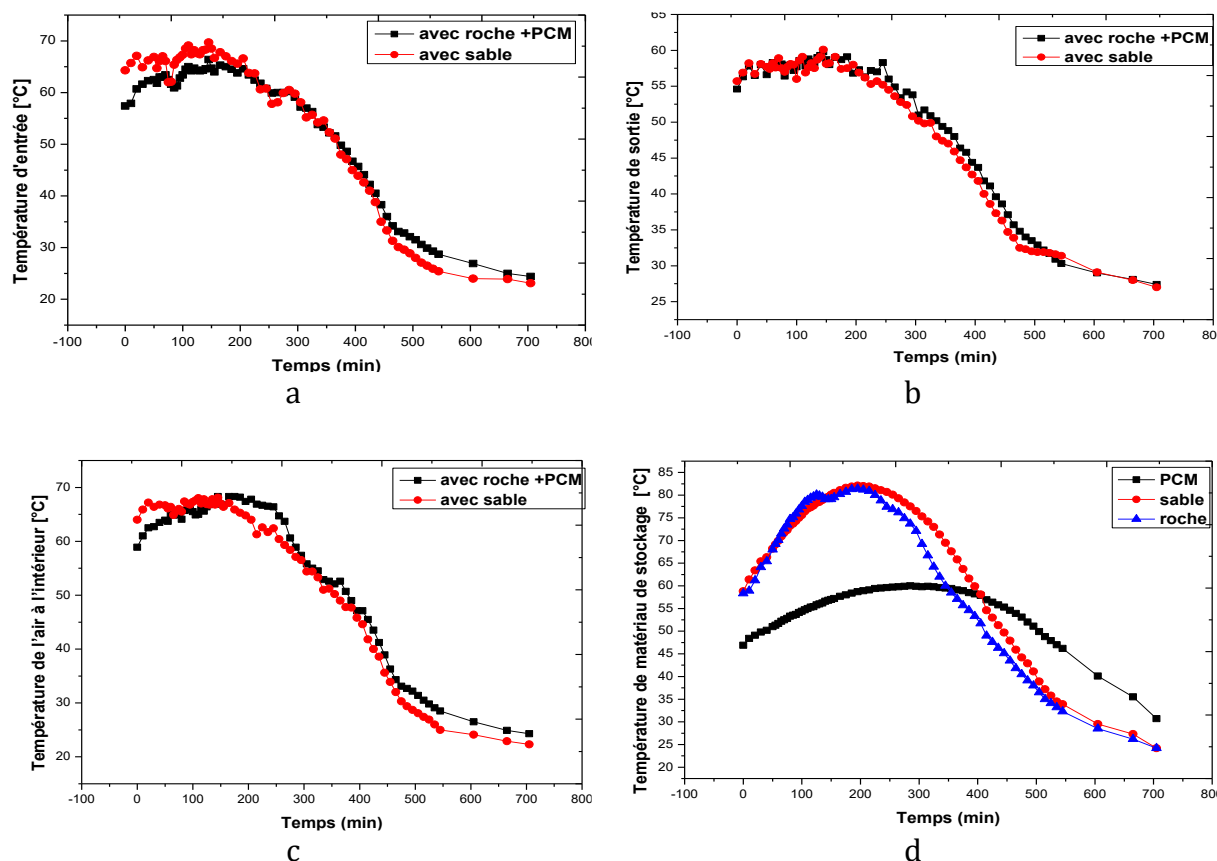 avec roche +PCM
avec sable
Température d'entrée [°C]
70
60
50
40
30
20
-100 0 100 200 300 400 500 600 700 80
Temps (min)
a
avec roche +PCM
avec sable
Température de sortie [°C]
65
60
55
50
45
40
35
30
25
-100 0 100 200 300 400 500 600 700 800
Temps (min)
b
avec roche +PCM
avec sable
Température de l'air à l'intérieur [°C]
70
60
50
40
30
20
-100 0 100 200 300 400 500 600 700 80
Temps (min)
c
PCM
sable
roche
Température de matériau de stockage [°C]
85
80
75
70
65
60
55
50
45
40
35
30
25
20
-100 0 100 200 300 400 500 600 700 800
Temps (min)
d